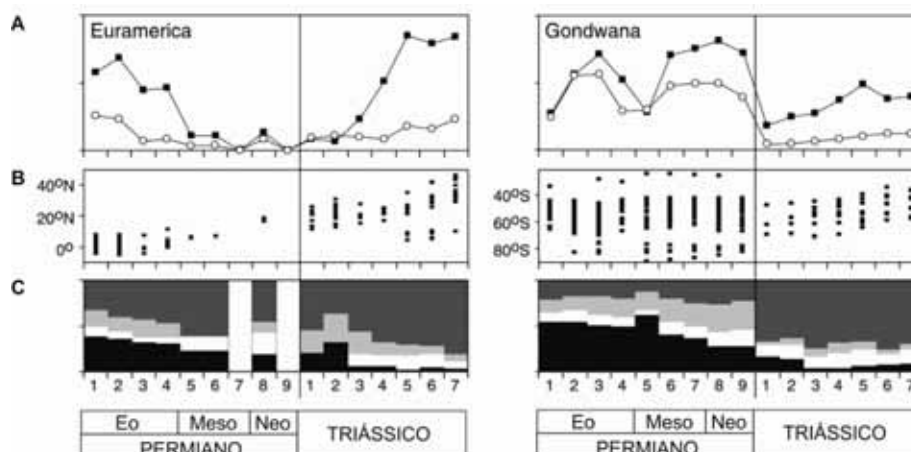 A Euramerica Gondwana
B 40ºN 40ºS
20ºN 60ºS
0º 80ºS
C
1 2 3 4 5 6 7 8 9 1 2 3 4 5 6 7 1 2 3 4 5 6 7 8 9 1 2 3 4 5 6 7
Eo Meso Neo TRIÁSSICO Eo Meso Neo TRIÁSSICO
PERMIANO PERMIANO